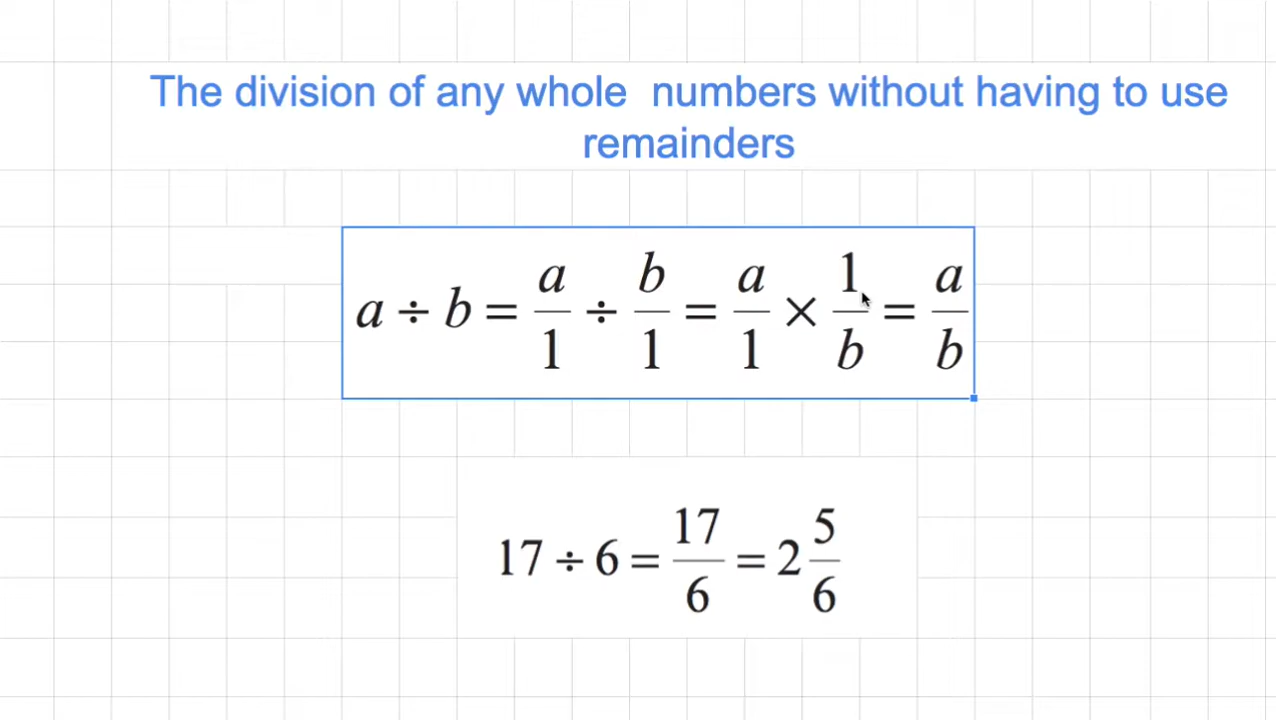 The division of any whole numbers without having to use
remainders
a ÷ b = a/1 ÷ b/1 = a/1 × 1/b = a/b
17 ÷ 6 = 17/6 = 2 5/6